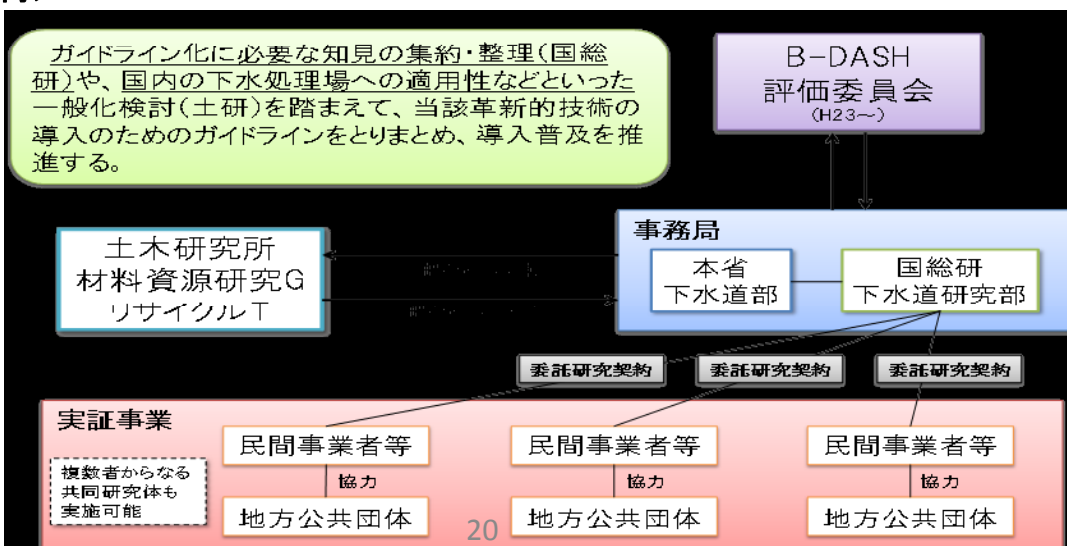 ガイドライン化に必要な知見の集約・整理(国総
研)や、国内の下水処理場への適用性などといった
一般化検討(土研)を踏まえて、当該革新的技術の
導入のためのガイドラインをとりまとめ、導入普及を推
進する。
B-DASH
評価委員会
(H23～)
土木研究所
材料資源研究G
リサイクルT
事務局
本省
下水道部
国総研
下水道研究部
委託研究契約
委託研究契約
委託研究契約
実証事業
複数者からなる
共同研究体も
実施可能
民間事業者等
協力
地方公共団体
民間事業者等
協力
地方公共団体
民間事業者等
協力
地方公共団体
20